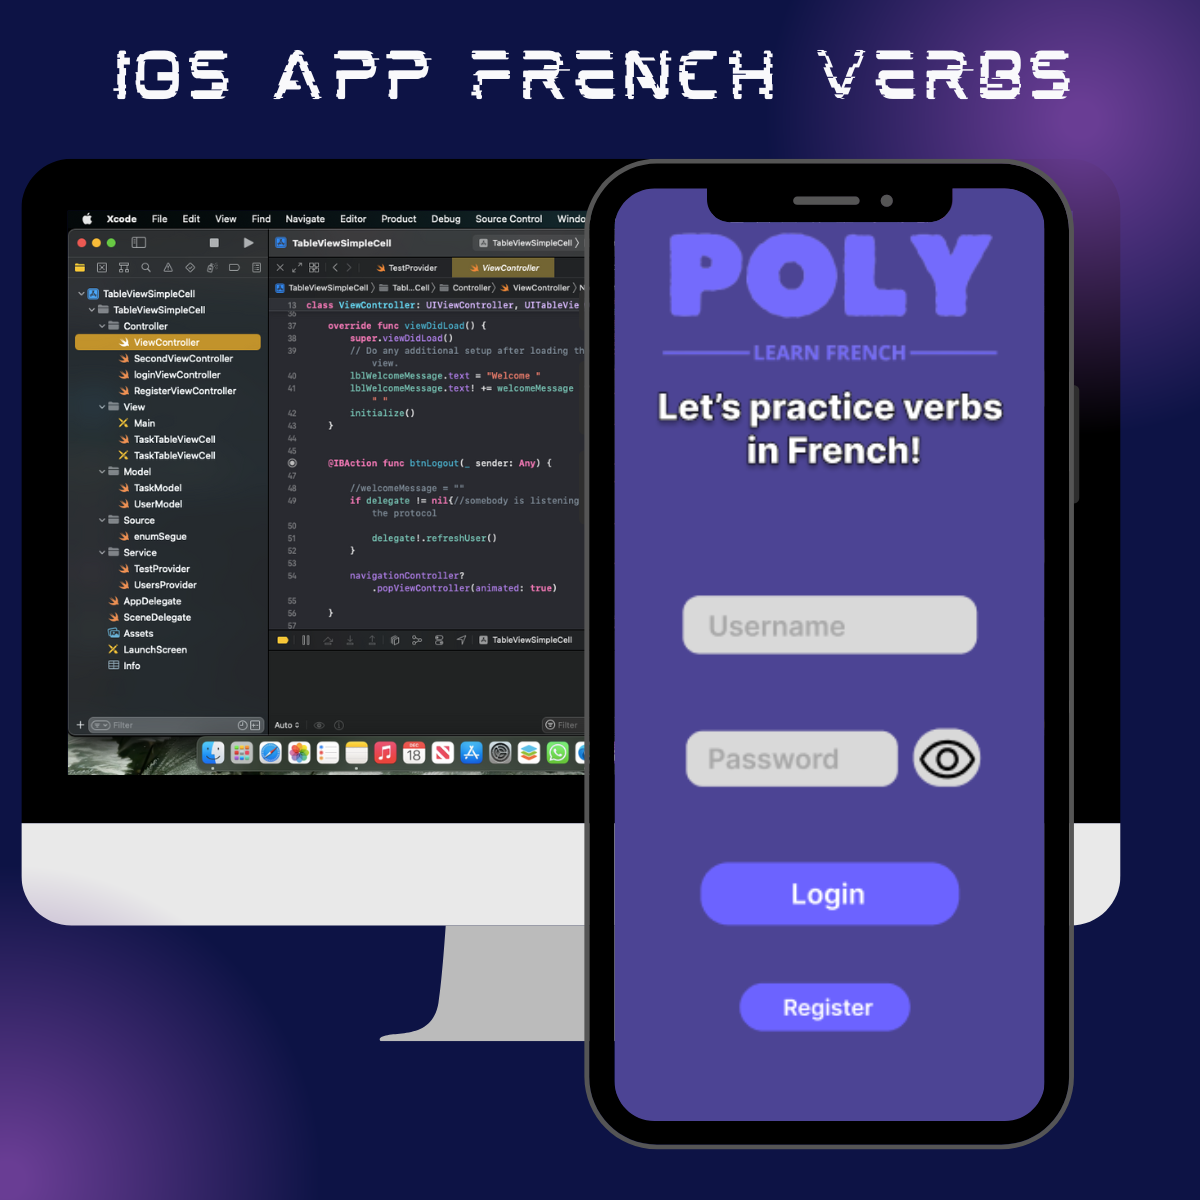 IOS APP FRENCH VERBS
Xcode File Edit View Find Navigate Editor Product Debug Source Control
TableViewSimpleCell
TableViewSimpleCell
TestProvider
ViewController
TableViewSimpleCell
Tabl...Cell
Controller
ViewController
TableViewSimpleCell
TableViewSimpleCell
Controller
ViewController
SecondViewController
loginViewController
RegisterViewController
View
Main
TaskTableViewCell
TaskTableViewCell
Model
TaskModel
UserModel
Source
enumSegue
Service
TestProvider
UsersProvider
AppDelegate
SceneDelegate
Assets
LaunchScreen
Info
Filter
13 class ViewController: UIViewController, UITableVie
36
37 override func viewDidLoad() {
38 super.viewDidLoad()
39 // Do any additional setup after loading th
view.
40 lblWelcomeMessage.text = "Welcome "
41 lblWelcomeMessage.text! += welcomeMessage
" "
42 initialize()
43 }
44
45
@IBAction func btnLogout(_ sender: Any) {
47
48 //welcomeMessage = ""
49 if delegate != nil{//somebody is listening
the protocol
50
51 delegate!.refreshUser()
52 }
53
54 navigationController?
.popViewController(animated: true)
55
56 }
57
TableViewSimpleCell
Auto
Filter
DEC
18
POLY
LEARN FRENCH
Let's practice verbs
in French!
Username
Password
Login
Register